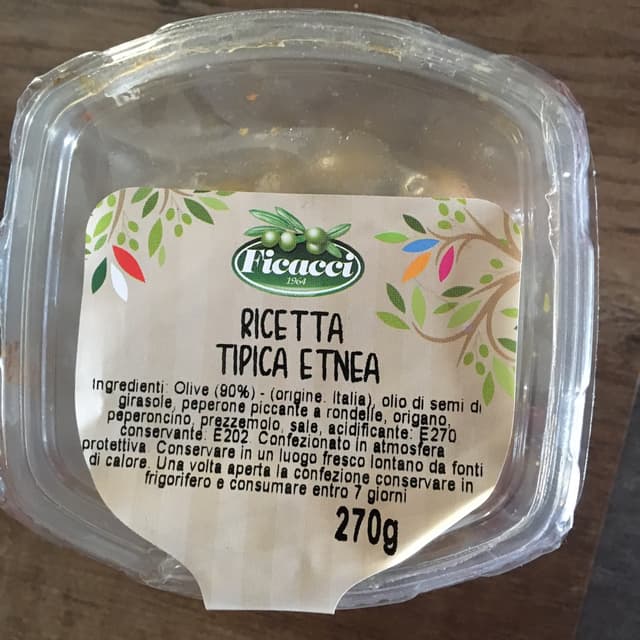 Ficacci
1964
RICETTA
TIPICA ETNEA
Ingredienti: Olive (90%) - (origine: Italia), olio di semi di
girasole, peperone piccante a rondelle, origano,
peperoncino, prezzemolo, sale, acidificante: E270
conservante: E202. Confezionato in atmosfera
protettiva. Conservare in un luogo fresco lontano da fonti
di calore. Una volta aperta la confezione conservare in
frigorifero e consumare entro 7 giorni
270g